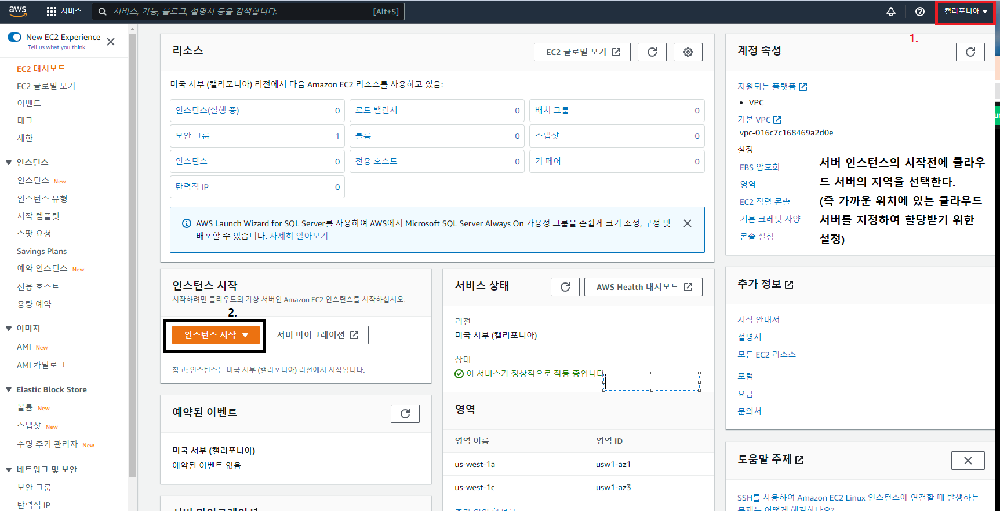 aws
서비스
서비스, 기능, 블로그, 설명서 등을 검색합니다.
[Alt+S]
캘리포니아 ▼
1.
New EC2 Experience
Tell us what you think
EC2 대시보드
EC2 글로벌 보기
이벤트
태그
제한
▼ 인스턴스
인스턴스 New
인스턴스 유형
시작 템플릿
스팟 요청
Savings Plans
예약 인스턴스 New
전용 호스트
용량 예약
▼ 이미지
AMI New
AMI 카탈로그
▼ Elastic Block Store
볼륨 New
스냅샷 New
수명 주기 관리자 New
▼ 네트워크 및 보안
보안 그룹
탄력적 IP
리소스
EC2 글로벌 보기
미국 서부 (캘리포니아) 리전에서 다음 Amazon EC2 리소스를 사용하고 있음:
인스턴스(실행 중) 0
로드 밸런서 0
배치 그룹 0
보안 그룹 1
볼륨 0
스냅샷 0
인스턴스 0
전용 호스트 0
키 페어 0
탄력적 IP 0
AWS Launch Wizard for SQL Server를 사용하여 AWS에서 Microsoft SQL Server Always On 가용성 그룹을 손쉽게 크기 조정, 구성 및
배포할 수 있습니다. 자세히 알아보기
인스턴스 시작
시작하려면 클라우드의 가상 서버인 Amazon EC2 인스턴스를 시작하십시오.
2.
인스턴스 시작 ▼
서버 마이그레이션
참고: 인스턴스는 미국 서부 (캘리포니아) 리전에서 시작됩니다.
예약된 이벤트
미국 서부 (캘리포니아)
예약된 이벤트 없음
서버 마이그레이션
서비스 상태
AWS Health 대시보드
리전
미국 서부 (캘리포니아)
상태
이 서비스가 정상적으로 작동 중입니다
영역
영역 이름
영역 ID
us-west-1a
usw1-az1
us-west-1c
usw1-az3
추가 영역 활성화
계정 속성
지원되는 플랫폼
• VPC
기본 VPC
vpc-016c7c168469a2d0e
설정
EBS 암호화
영역
EC2 직렬 콘솔
기본 크레딧 사양
콘솔 실험
서버 인스턴스의 시작전에 클라우
드 서버의 지역을 선택한다.
(즉 가까운 위치에 있는 클라우드
서버를 지정하여 할당받기 위한
설정)
추가 정보
시작 안내서
설명서
모든 EC2 리소스
포럼
요금
문의처
도움말 주제
SSH를 사용하여 Amazon EC2 Linux 인스턴스에 연결할 때 발생하는
문제는 어떻게 해결하나요?